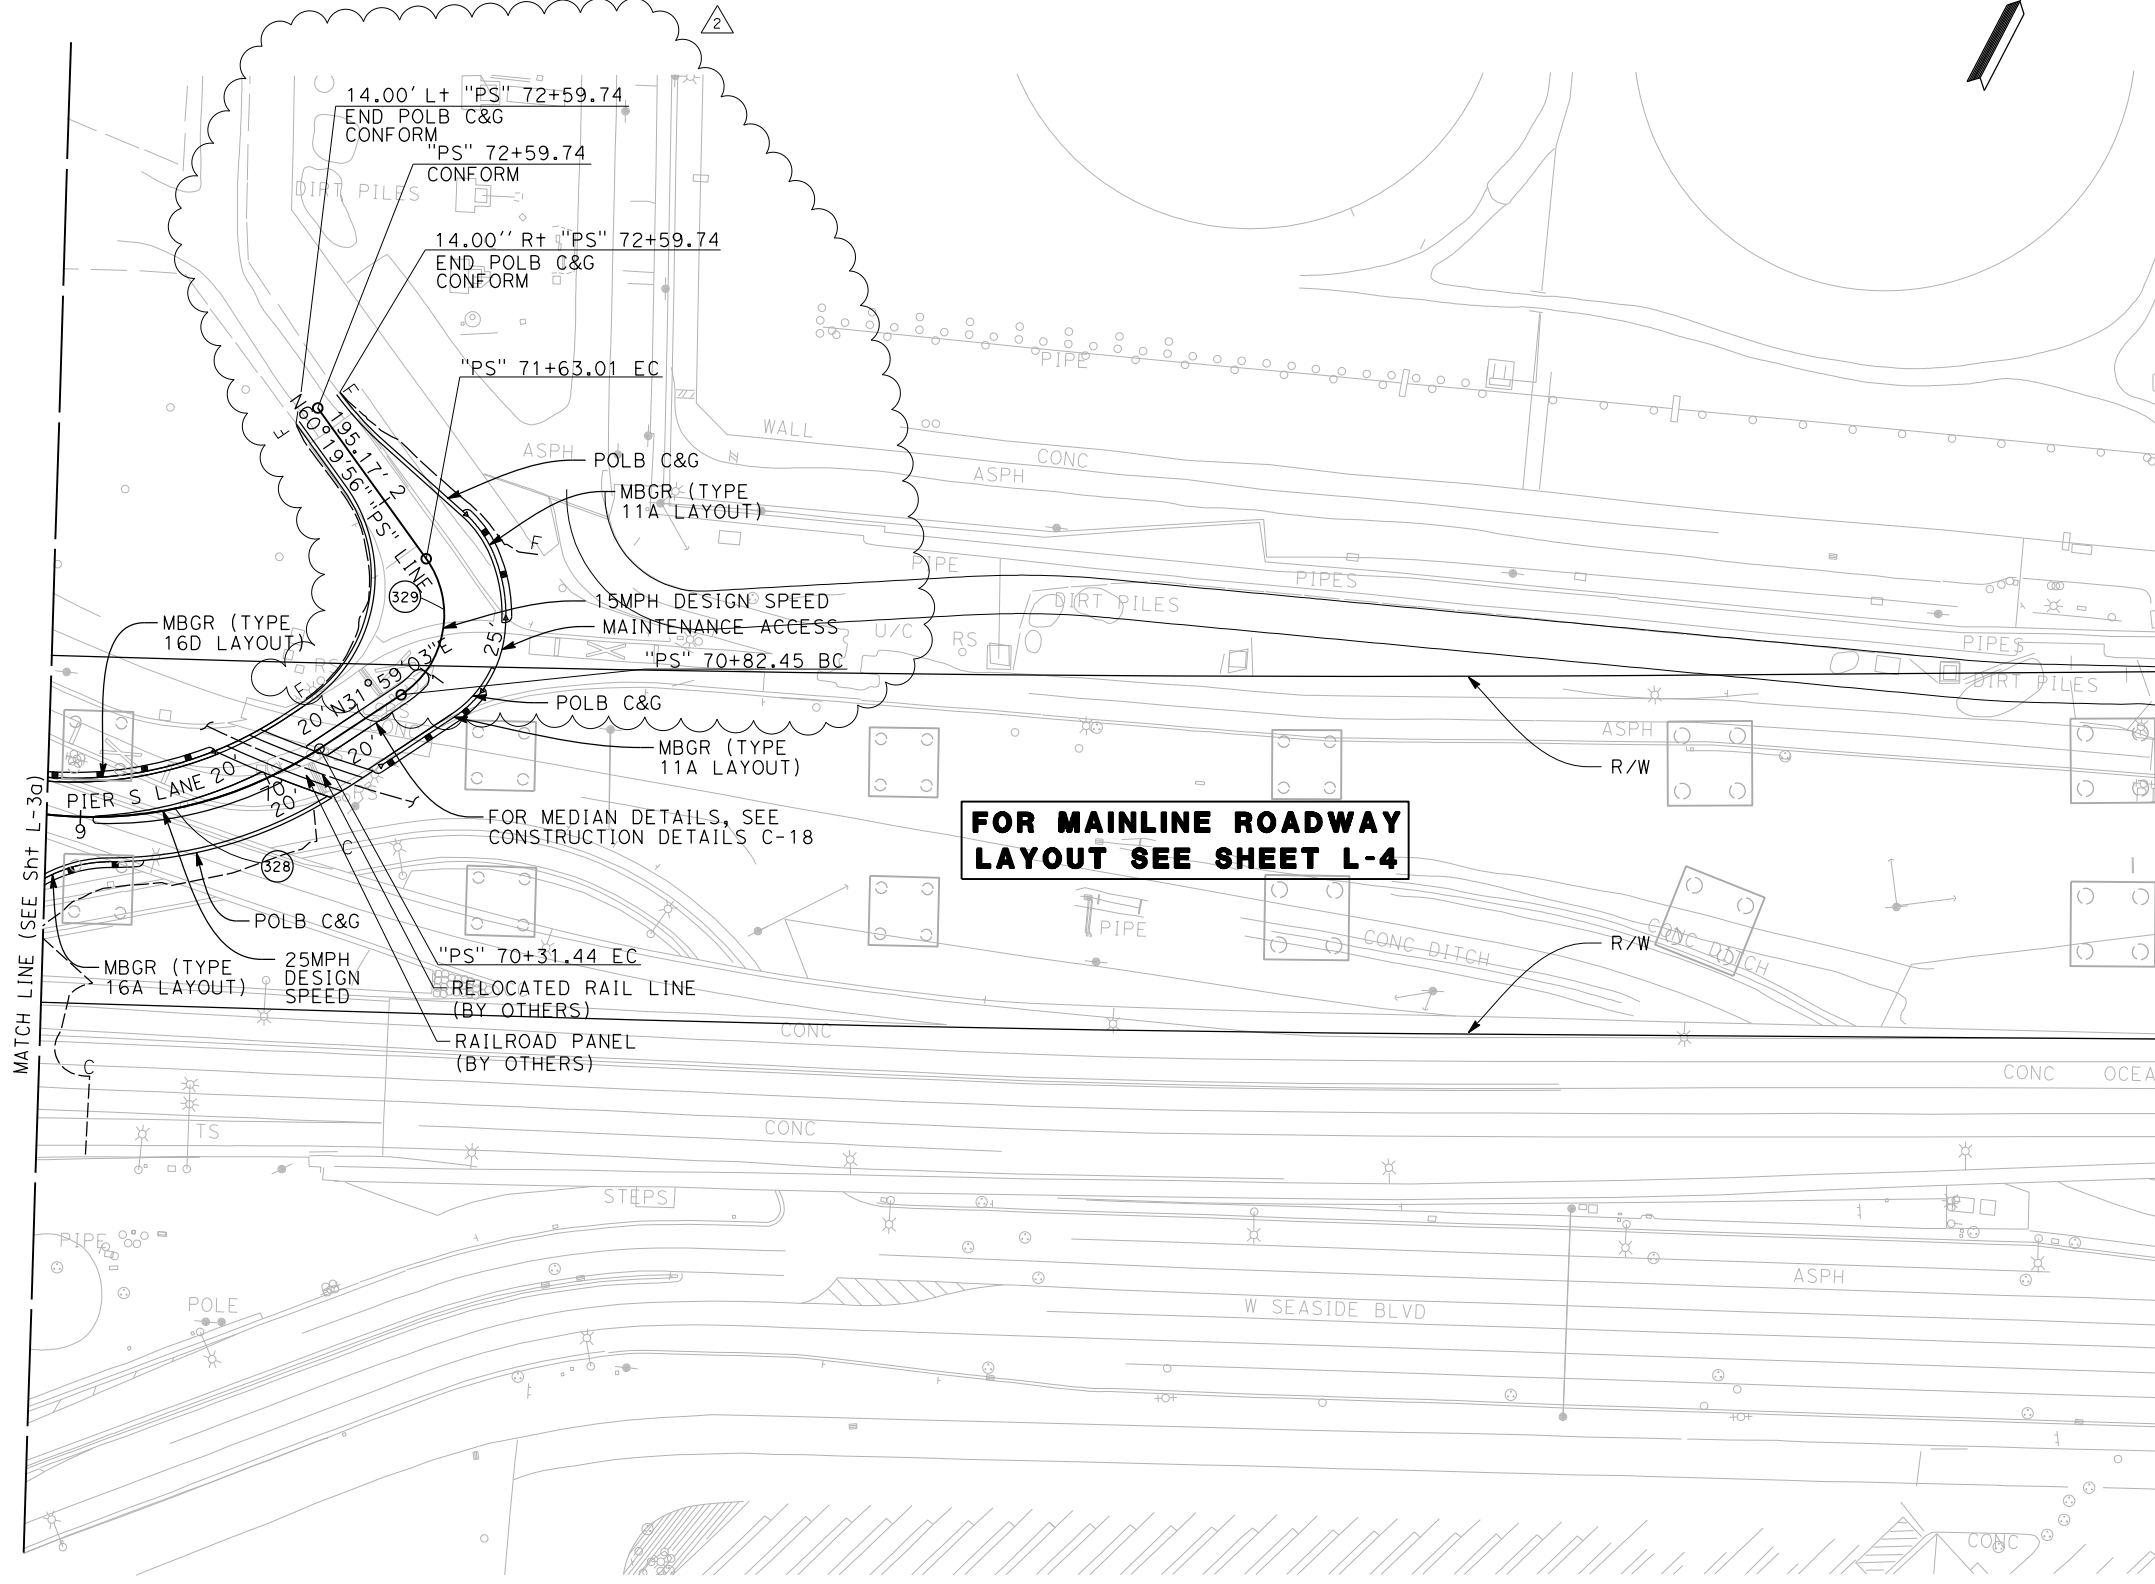 2
14.00' Lt "PS" 72+59.74
END POLB C&G
CONFORM
"PS" 72+59.74
CONFORM
DIRT PILES
14.00'' Rt "PS" 72+59.74
END POLB C&G
CONFORM
PIPE
"PS" 71+63.01 EC
F
F
N60°19'56"
195.17'
2
"PS" LINE
WALL
CONC
ASPH
ASPH
POLB C&G
MBGR (TYPE
11A LAYOUT)
F
PIPE
PIPES
329
15MPH DESIGN SPEED
DIRT PILES
MBGR (TYPE
16D LAYOUT)
MAINTENANCE ACCESS
U/C
RS
PIPES
25'
"PS" 70+82.45 BC
RS
N31°59'03"E
1
F
20'
DIRT PILES
POLB C&G
ASPH
20'
MBGR (TYPE
11A LAYOUT)
R/W
PIER S LANE
20'
70
20'
9
FOR MEDIAN DETAILS, SEE
CONSTRUCTION DETAILS C-18
FOR MAINLINE ROADWAY
LAYOUT SEE SHEET L-4
C
328
MATCH LINE (SEE Sht L-3a)
POLB C&G
PIPE
CONC DITCH
CONC DITCH
R/W
"PS" 70+31.44 EC
25MPH
DESIGN
SPEED
MBGR (TYPE
16A LAYOUT)
RELOCATED RAIL LINE
(BY OTHERS)
CONC
RAILROAD PANEL
(BY OTHERS)
C
CONC
OCEA
TS
CONC
STEPS
PIPE
ASPH
POLE
W SEASIDE BLVD
CONC